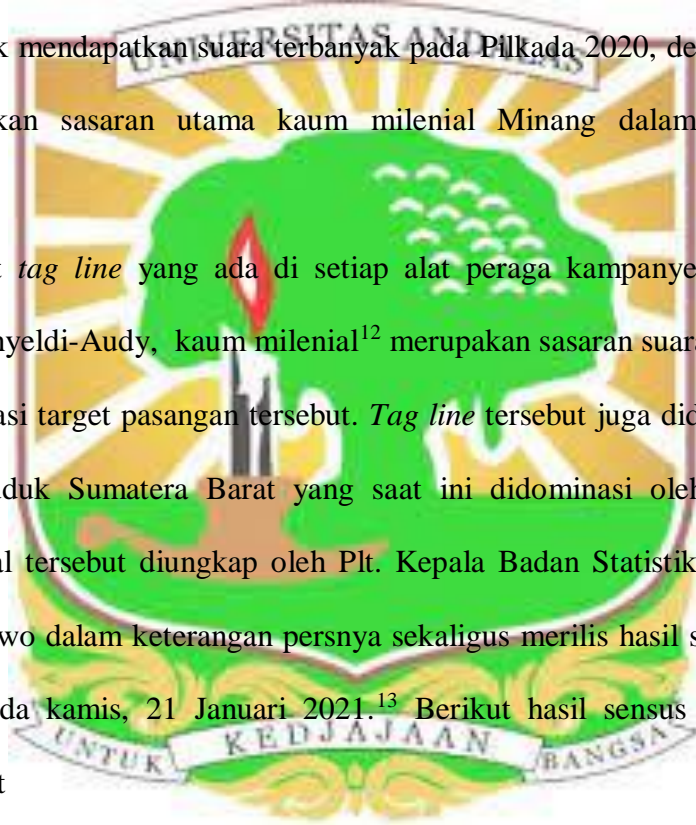 UNIVERSITAS ANDALAS
k mendapatkan suara terbanyak pada Pilkada 2020, de
kan sasaran utama kaum milenial Minang dalam
t tag line yang ada di setiap alat peraga kampanye
nyeldi-Audy, kaum milenial12 merupakan sasaran suara
asi target pasangan tersebut. Tag line tersebut juga did
duk Sumatera Barat yang saat ini didominasi oleh
al tersebut diungkap oleh Plt. Kepala Badan Statistik
wo dalam keterangan persnya sekaligus merilis hasil s
da kamis, 21 Januari 2021.13 Berikut hasil sensus
t
UNTUK KEDJAJAAN BANGSA